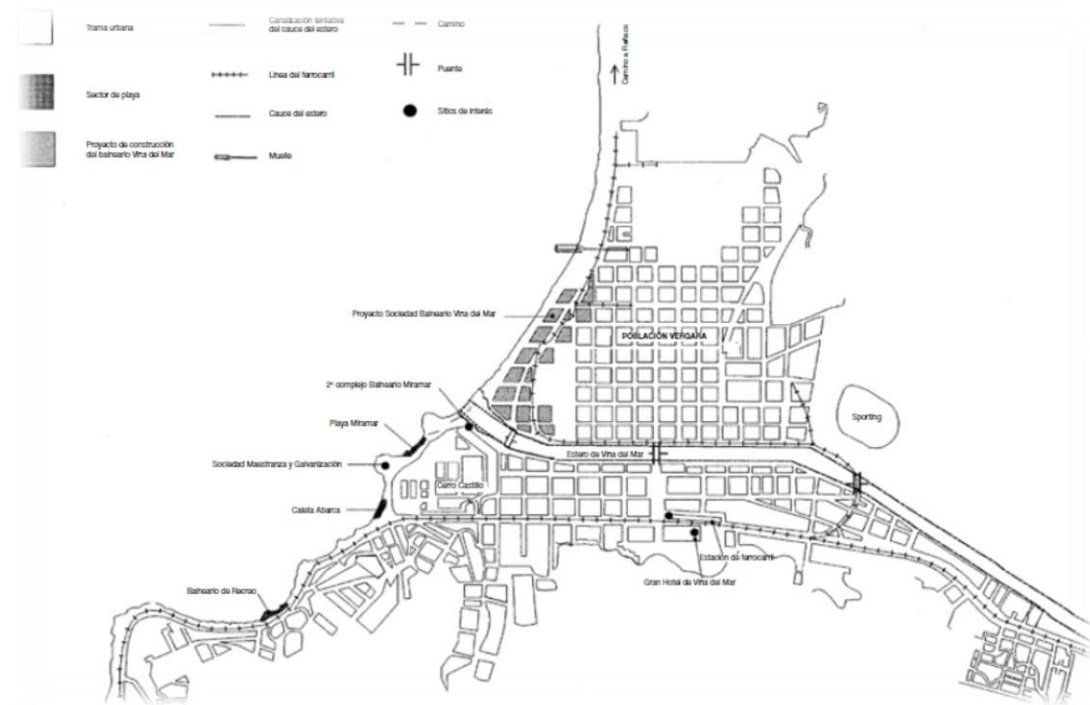 Trama urbana
Sector de playa
Proyecto de construcción
del balneario Viña del Mar
Canalización tentativa
del cauce del estero
Línea del ferrocarril
Cauce del estero
Muelle
Camino
Puente
Sitios de interés
Camino a Reñaca
Proyecto Sociedad Balneario Viña del Mar
POBLACIÓN VERGARA
2º complejo Balneario Miramar
Sporting
Playa Miramar
Estero de Viña del Mar
Sociedad Maestranza y Galvanización
Cerro Castillo
Caleta Abarca
Estación de ferrocarril
Gran Hotel de Viña del Mar
Balneario de Recreo